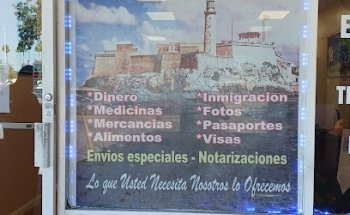 *Dinero *Inmigracion
*Medicinas *Fotos
*Mercancias *Pasaportes
*Alimentos *Visas
Envios especiales - Notarizaciones
Lo que Usted Necesita Nosotros lo Ofrecemos
E
T